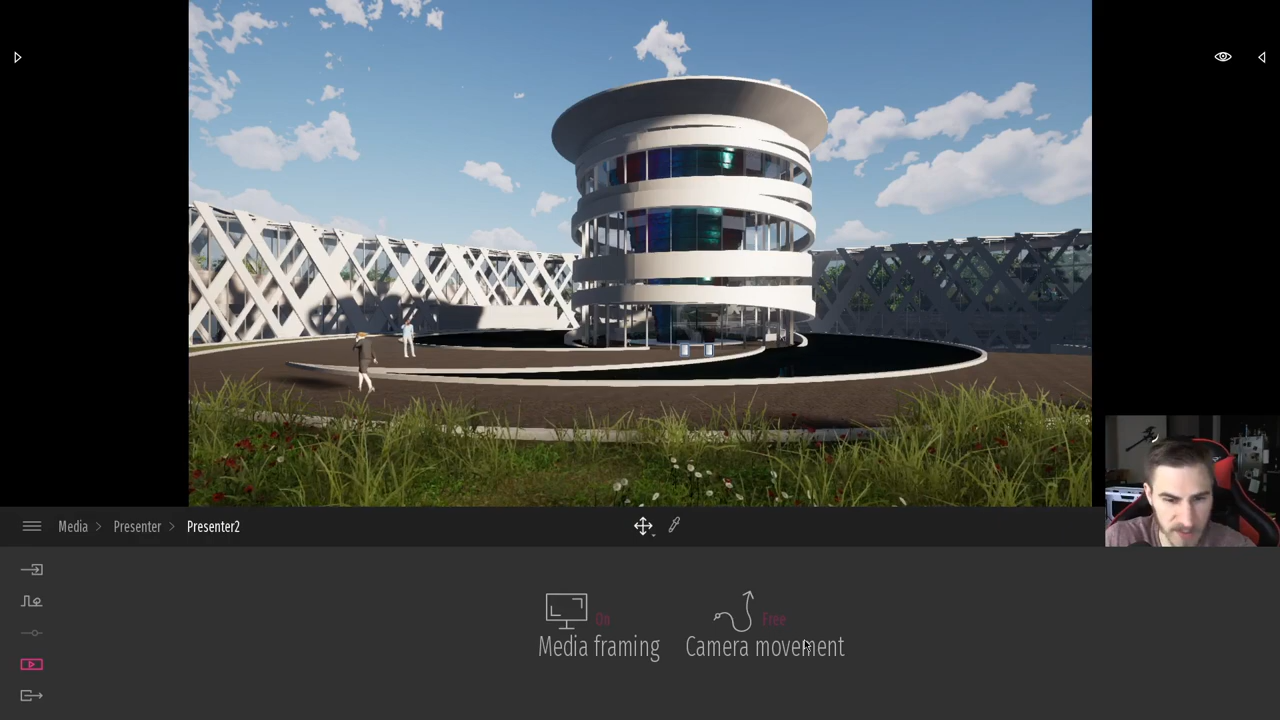 Media > Presenter > Presenter2
On
Free
Media framing
Camera movement